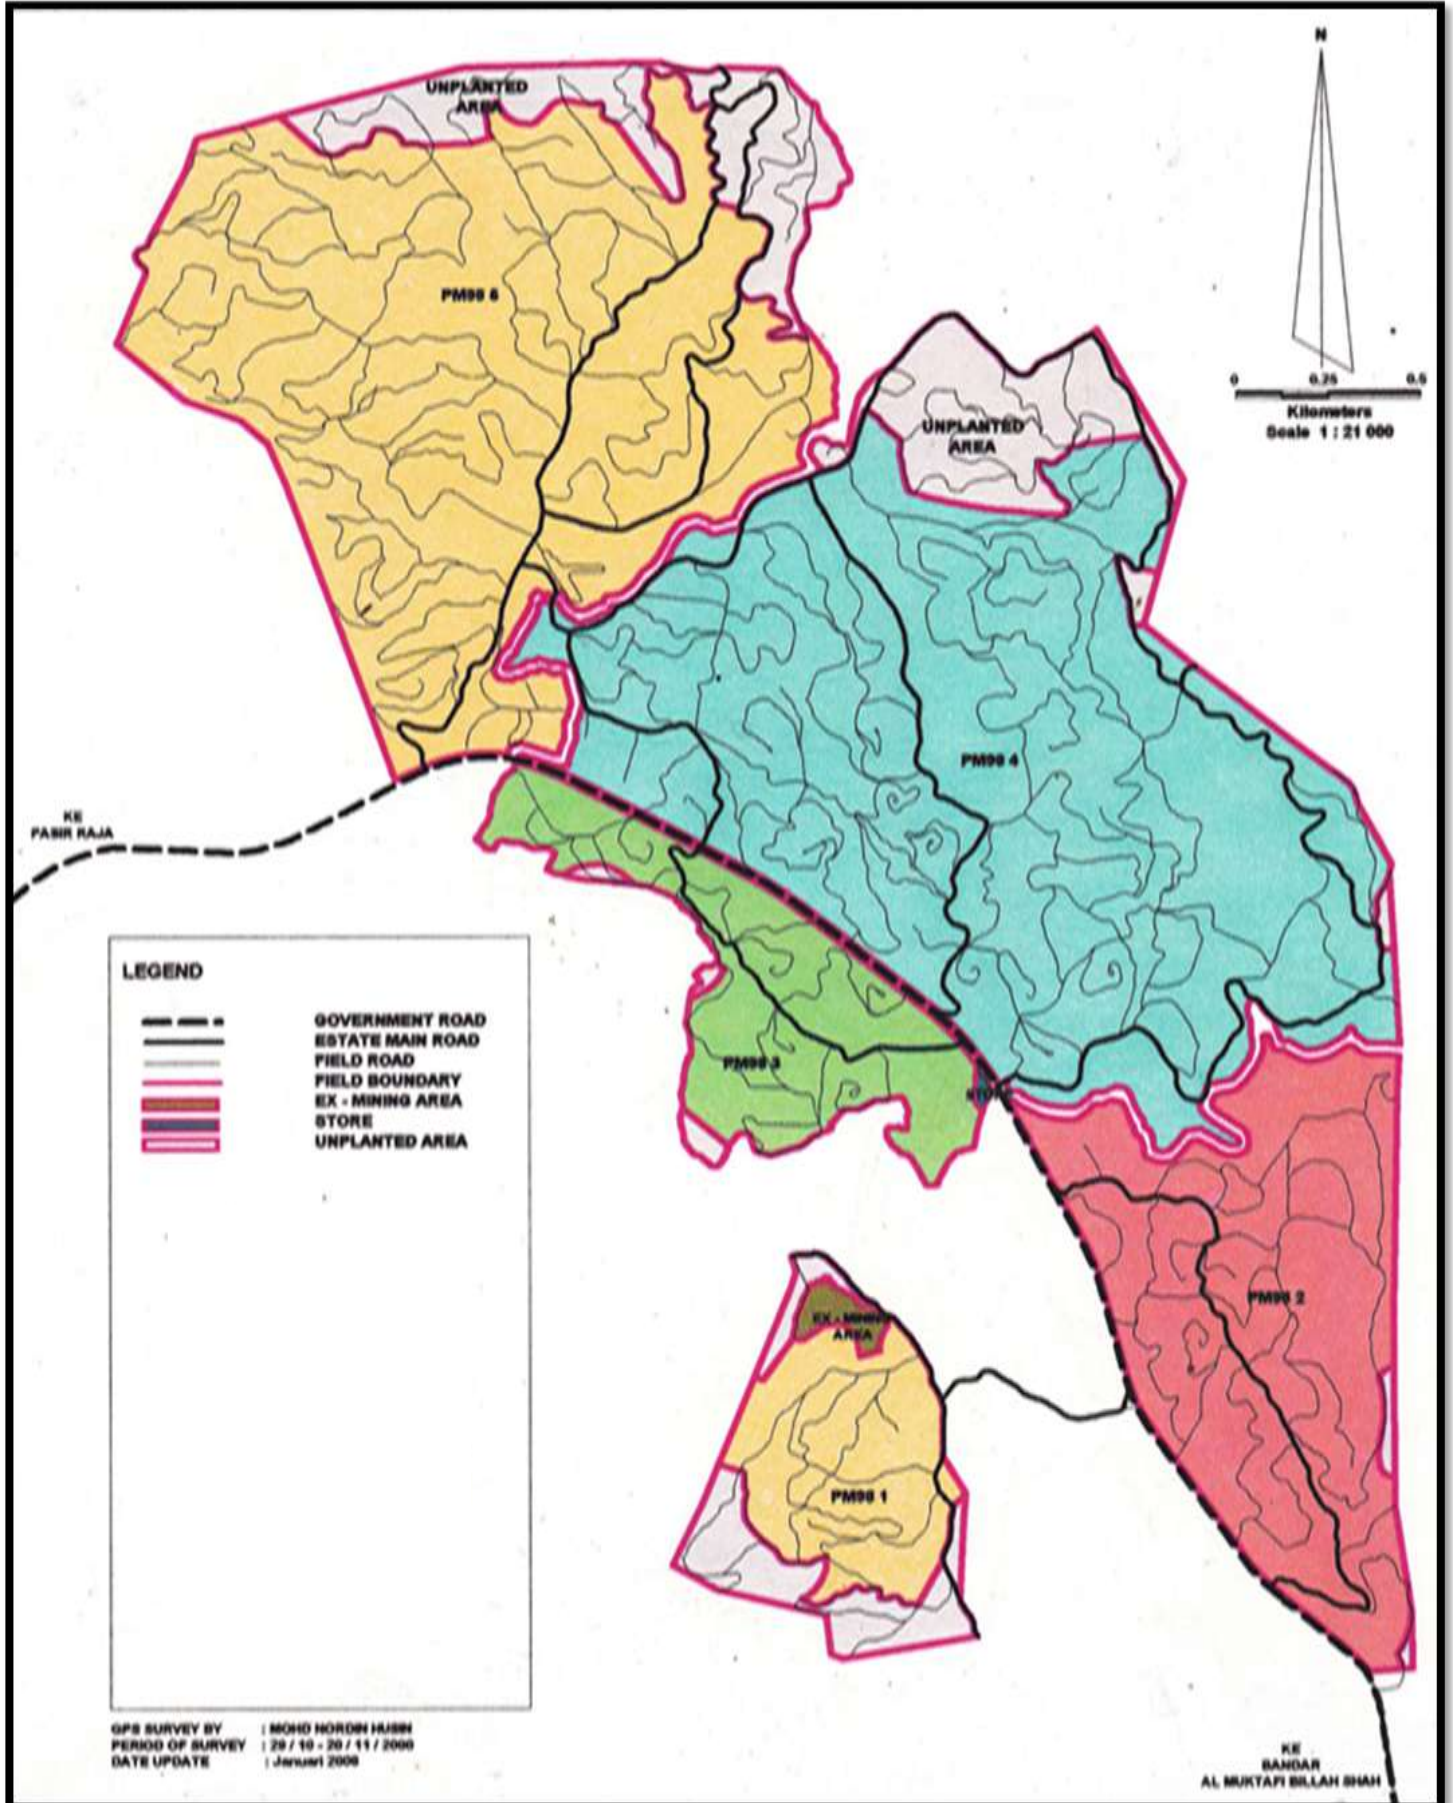 N
UNPLANTED
AREA
PM98 5
0 0.25 0.5
Kilometers
Scale 1 : 21 000
UNPLANTED
AREA
PM98 4
KE
PASIR RAJA
LEGEND
GOVERNMENT ROAD
ESTATE MAIN ROAD
FIELD ROAD
FIELD BOUNDARY
EX - MINING AREA
STORE
UNPLANTED AREA
PM98 3
STORE
PM98 2
EX - MINING
AREA
PM98 1
GPS SURVEY BY : MOHD NORDIN HUSIN
PERIOD OF SURVEY : 29 / 10 - 20 / 11 / 2000
DATE UPDATE : Januari 2008
KE
BANDAR
AL MUKTAFI BILLAH SHAH